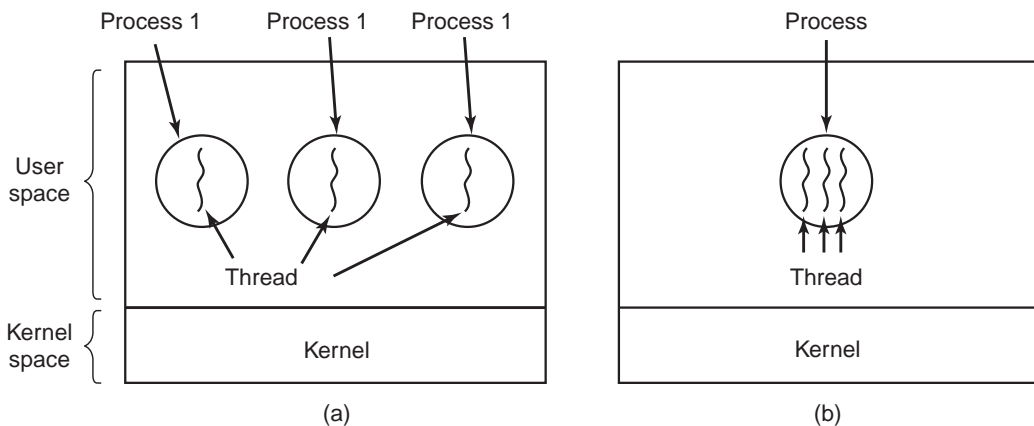 Process 1 Process 1 Process 1 Process
User
space
Thread Thread
Kernel
space
Kernel Kernel
(a) (b)